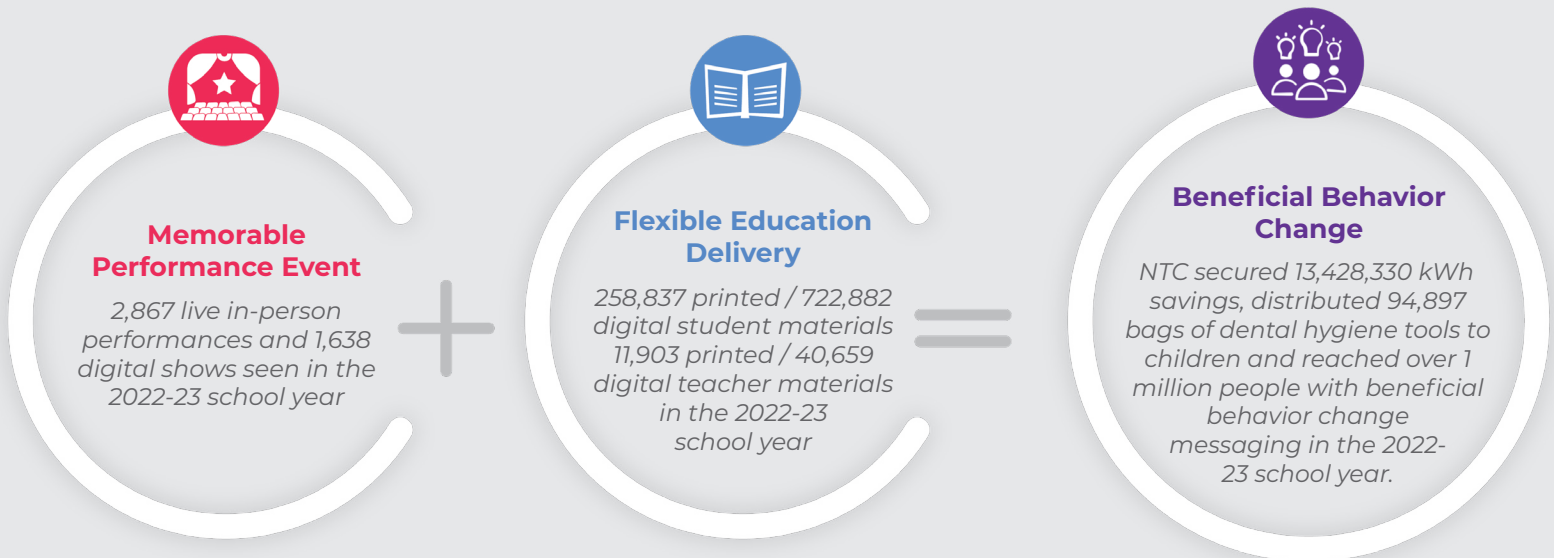 Memorable
Performance Event
2,867 live in-person
performances and 1,638
digital shows seen in the
2022-23 school year
Flexible Education
Delivery
258,837 printed / 722,882
digital student materials
11,903 printed / 40,659
digital teacher materials
in the 2022-23
school year
Beneficial Behavior
Change
NTC secured 13,428,330 kWh
savings, distributed 94,897
bags of dental hygiene tools to
children and reached over 1
million people with beneficial
behavior change
messaging in the 2022-
23 school year.